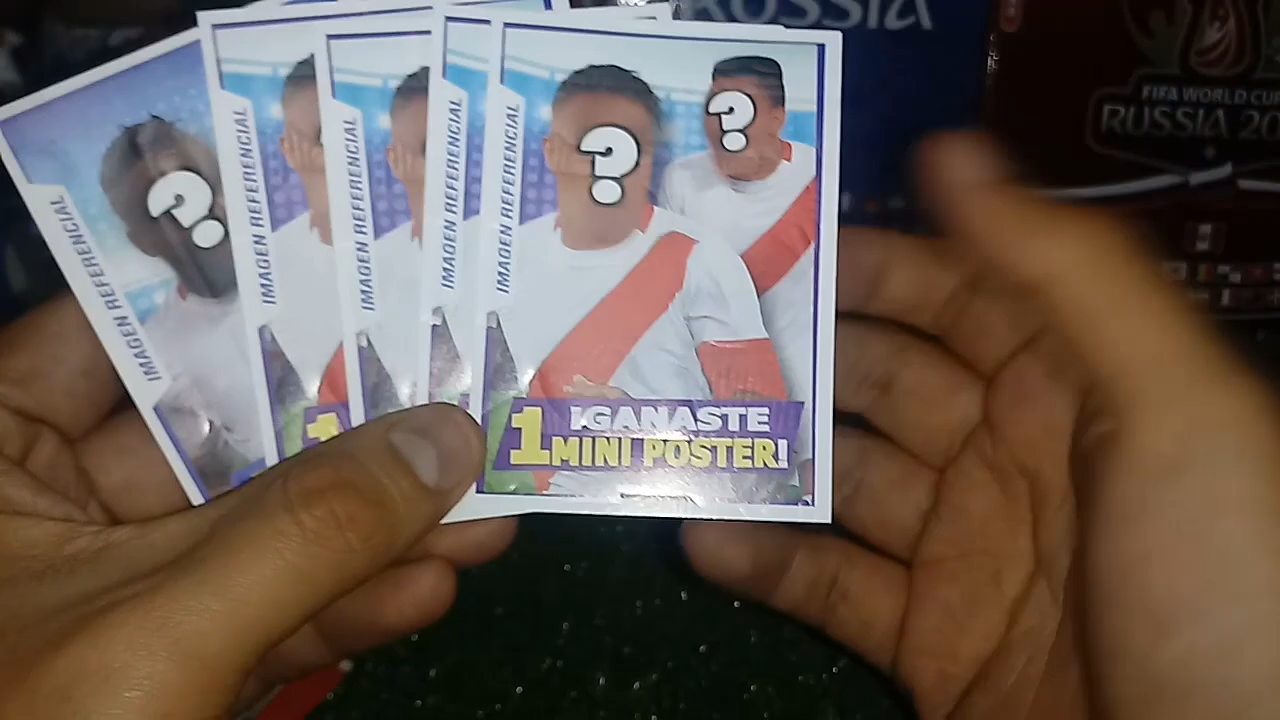 RUSSIA
FIFA WORLD CUP
RUSSIA 20
IMAGEN REFERENCIAL
IMAGEN REFERENCIAL
IMAGEN REFERENCIAL
IMAGEN REFERENCIAL
IMAGEN REFERENCIAL
?
?
?
1
¡GANASTE
1 MINI POSTER!